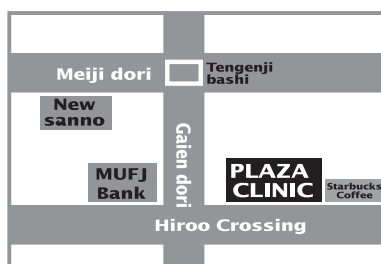 Meiji dori
Tengenji
bashi
New
sanno
Gaien dori
MUFJ
Bank
PLAZA
CLINIC
Starbucks
Coffee
Hiroo Crossing